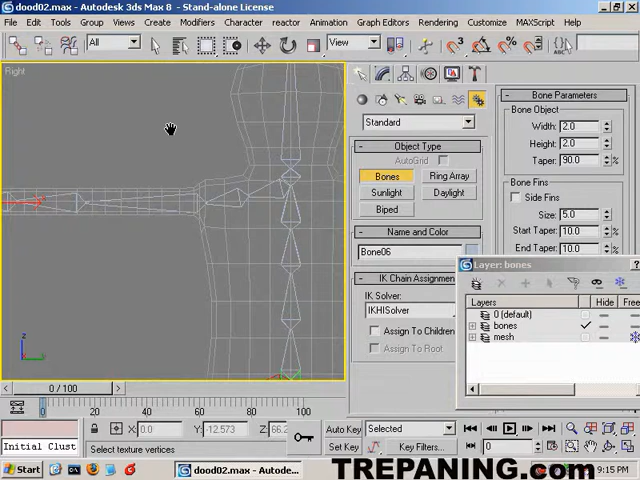 dood02.max - Autodesk 3ds Max 8 - Stand-alone License
File Edit Tools Group Views Create Modifiers Character reactor Animation Graph Editors Rendering Customize MAXScript Help
All View
Right
Standard
Object Type
AutoGrid
Bones Ring Array
Sunlight Daylight
Biped
Name and Color
Bone06
IK Chain Assignment
IK Solver:
IKHISolver
Assign To Children
Assign To Root
Bone Parameters
Bone Object
Width: 2.0
Height: 2.0
Taper: 90.0 %
Bone Fins
Side Fins
Size: 5.0
Start Taper: 10.0 %
End Taper: 10.0
Layer: bones
Layers Hide Free
0 (default)
bones
mesh
z x
0 / 100
0 20 40 60 80 100
X: 0.0 Y: -12.573 Z: 66.2
Auto Key Selected
Set Key Key Filters... 0
Initial Clust Select texture vertices
Start dood02.max - Autodes... 9:15 PM
TREPANING.com